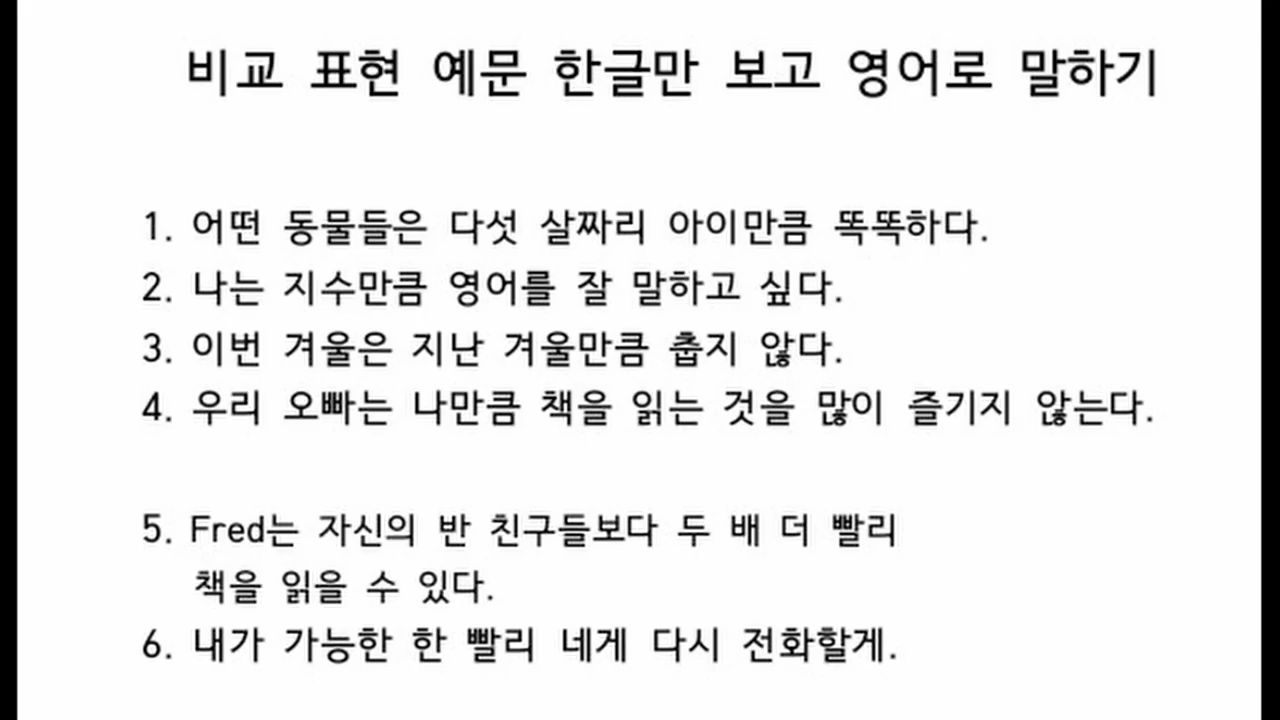 비교 표현 예문 한글만 보고 영어로 말하기
1. 어떤 동물들은 다섯 살짜리 아이만큼 똑똑하다.
2. 나는 지수만큼 영어를 잘 말하고 싶다.
3. 이번 겨울은 지난 겨울만큼 춥지 않다.
4. 우리 오빠는 나만큼 책을 읽는 것을 많이 즐기지 않는다.
5. Fred는 자신의 반 친구들보다 두 배 더 빨리
책을 읽을 수 있다.
6. 내가 가능한 한 빨리 네게 다시 전화할게.